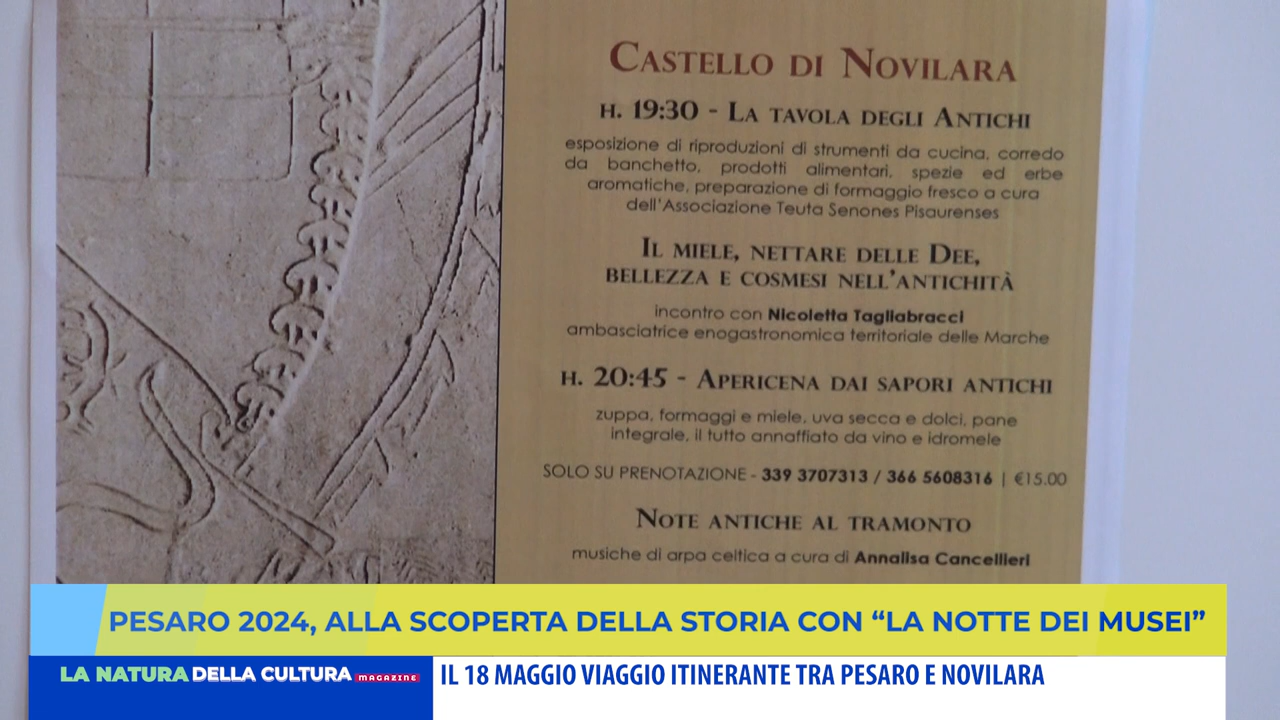 CASTELLO DI NOVILARA
H. 19:30 - LA TAVOLA DEGLI ANTICHI
esposizione di riproduzioni di strumenti da cucina, corredo
da banchetto, prodotti alimentari, spezie ed erbe
aromatiche, preparazione di formaggio fresco a cura
dell'Associazione Teuta Senones Pisaurenses
IL MIELE, NETTARE DELLE DEE,
BELLEZZA E COSMESI NELL'ANTICHITÀ
incontro con Nicoletta Tagliabracci
ambasciatrice enogastronomica territoriale delle Marche
H. 20:45 - APERICENA DAI SAPORI ANTICHI
zuppa, formaggi e miele, uva secca e dolci, pane
integrale, il tutto annaffiato da vino e idromele
SOLO SU PRENOTAZIONE - 339 3707313 / 366 5608316 | €15.00
NOTE ANTICHE AL TRAMONTO
musiche di arpa celtica a cura di Annalisa Cancellieri
PESARO 2024, ALLA SCOPERTA DELLA STORIA CON “LA NOTTE DEI MUSEI”
LA NATURA DELLA CULTURA MAGAZINE
IL 18 MAGGIO VIAGGIO ITINERANTE TRA PESARO E NOVILARA